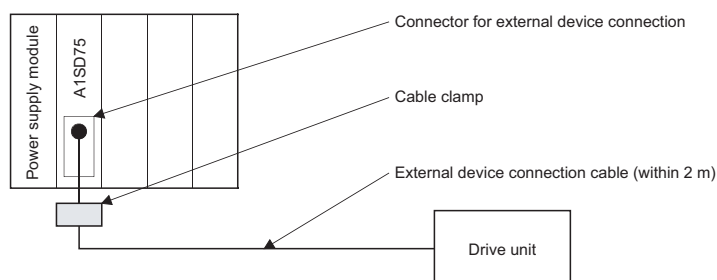 Power supply module
A1SD75
Connector for external device connection
Cable clamp
External device connection cable (within 2 m)
Drive unit